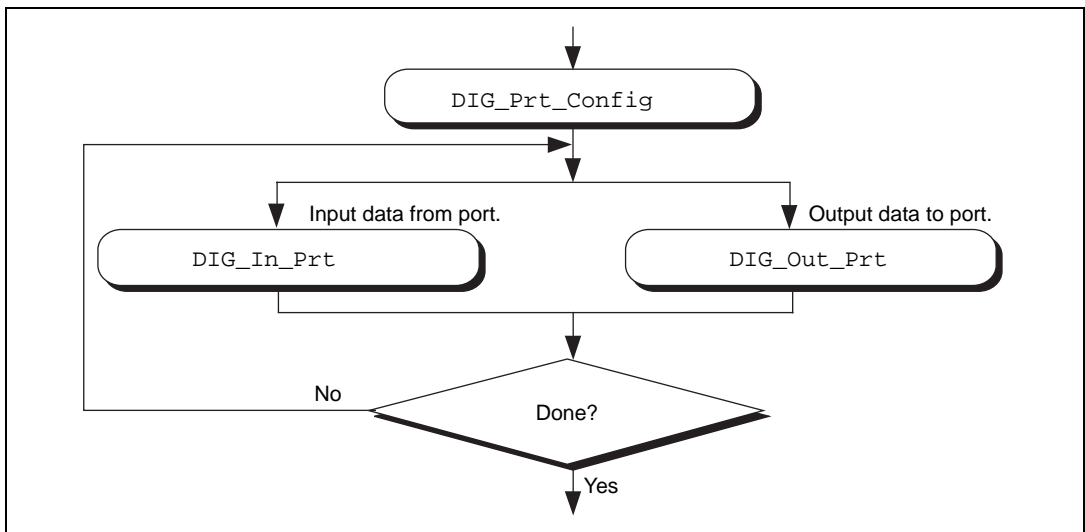 DIG_Prt_Config
Input data from port.
Output data to port.
DIG_In_Prt
DIG_Out_Prt
No
Done?
Yes